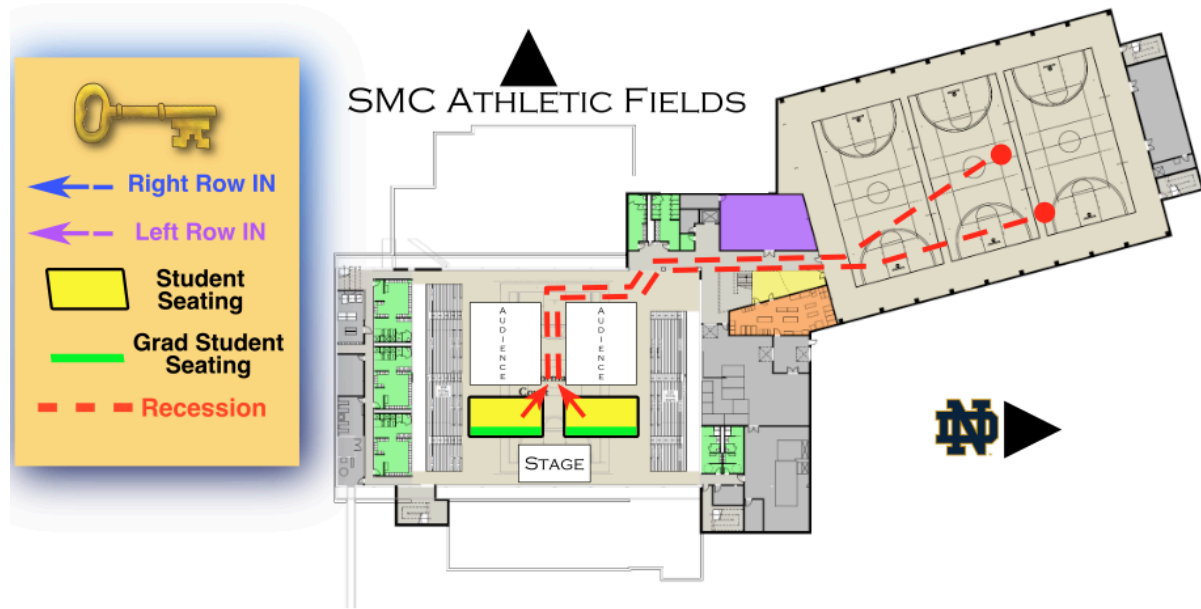 SMC ATHLETIC FIELDS
Right Row IN
Left Row IN
Student
Seating
Grad Student
Seating
Recession
AUDIENCE
AUDIENCE
STAGE
ND